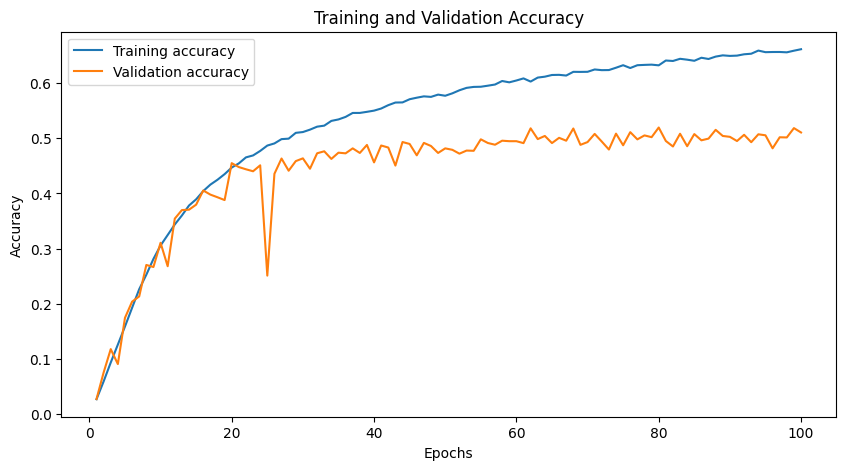 Training and Validation Accuracy
Training accuracy
Validation accuracy
Accuracy
0.6
0.5
0.4
0.3
0.2
0.1
0.0
0 20 40 60 80 100
Epochs